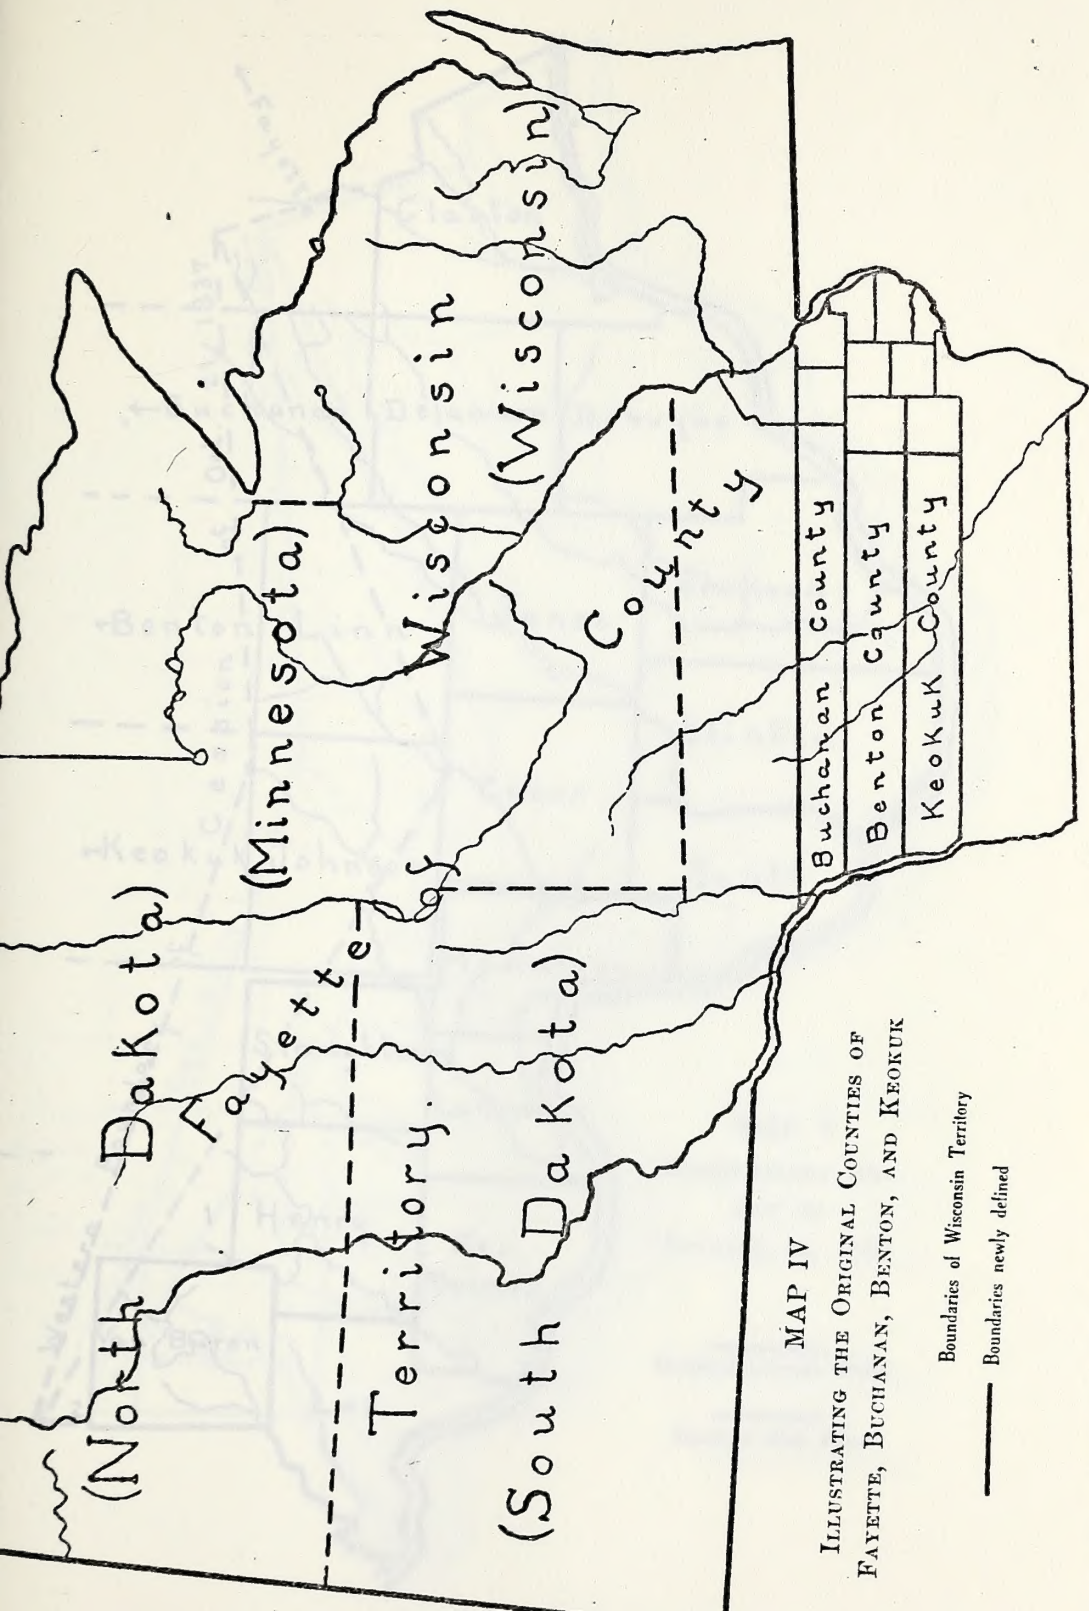 (North Dakota)
(Minnesota)
Fayette County
Territory of Wisconsin
(South Dakota)
(Wisconsin)
Buchanan County
Benton County
Keokuk County
MAP IV
ILLUSTRATING THE ORIGINAL COUNTIES OF
FAYETTE, BUCHANAN, BENTON, AND KEOKUK
Boundaries of Wisconsin Territory
Boundaries newly defined